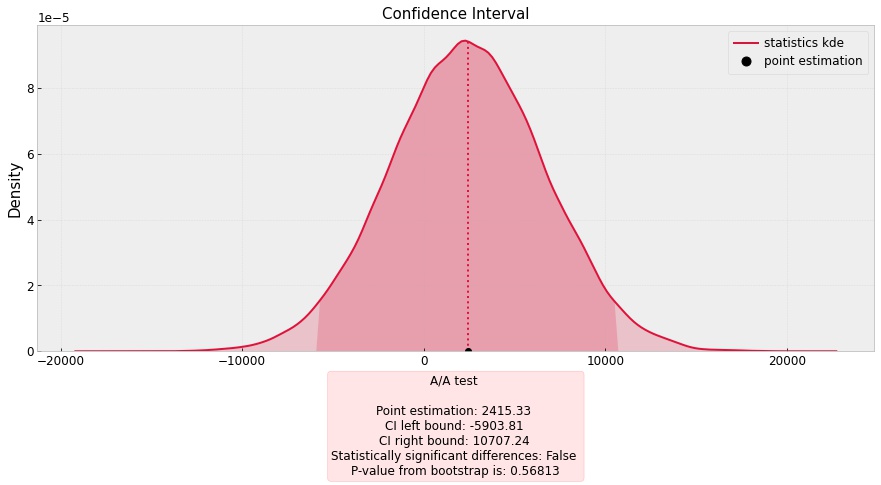 Confidence Interval
1e−5
statistics kde
point estimation
Density
8
6
4
2
0
−20000 −10000 0 10000 20000
A/A test
Point estimation: 2415.33
CI left bound: -5903.81
CI right bound: 10707.24
Statistically significant differences: False
P-value from bootstrap is: 0.56813